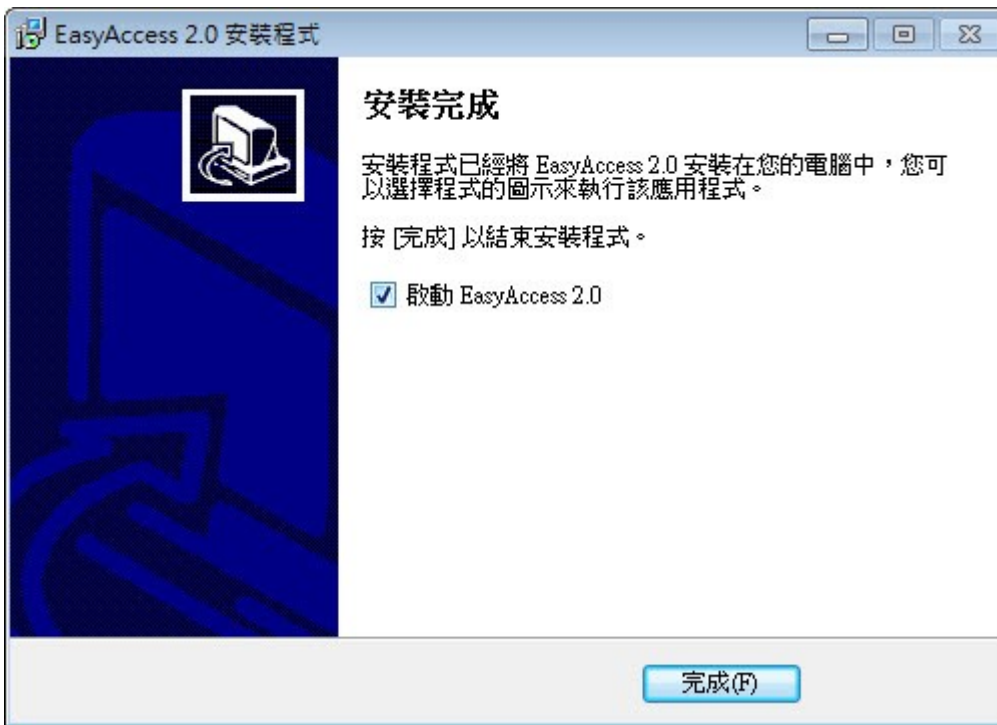 EasyAccess 2.0 安裝程式
安裝完成
安裝程式已經將 EasyAccess 2.0 安裝在您的電腦中，您可
以選擇程式的圖示來執行該應用程式。
按 [完成] 以結束安裝程式。
啟動 EasyAccess 2.0
完成(F)